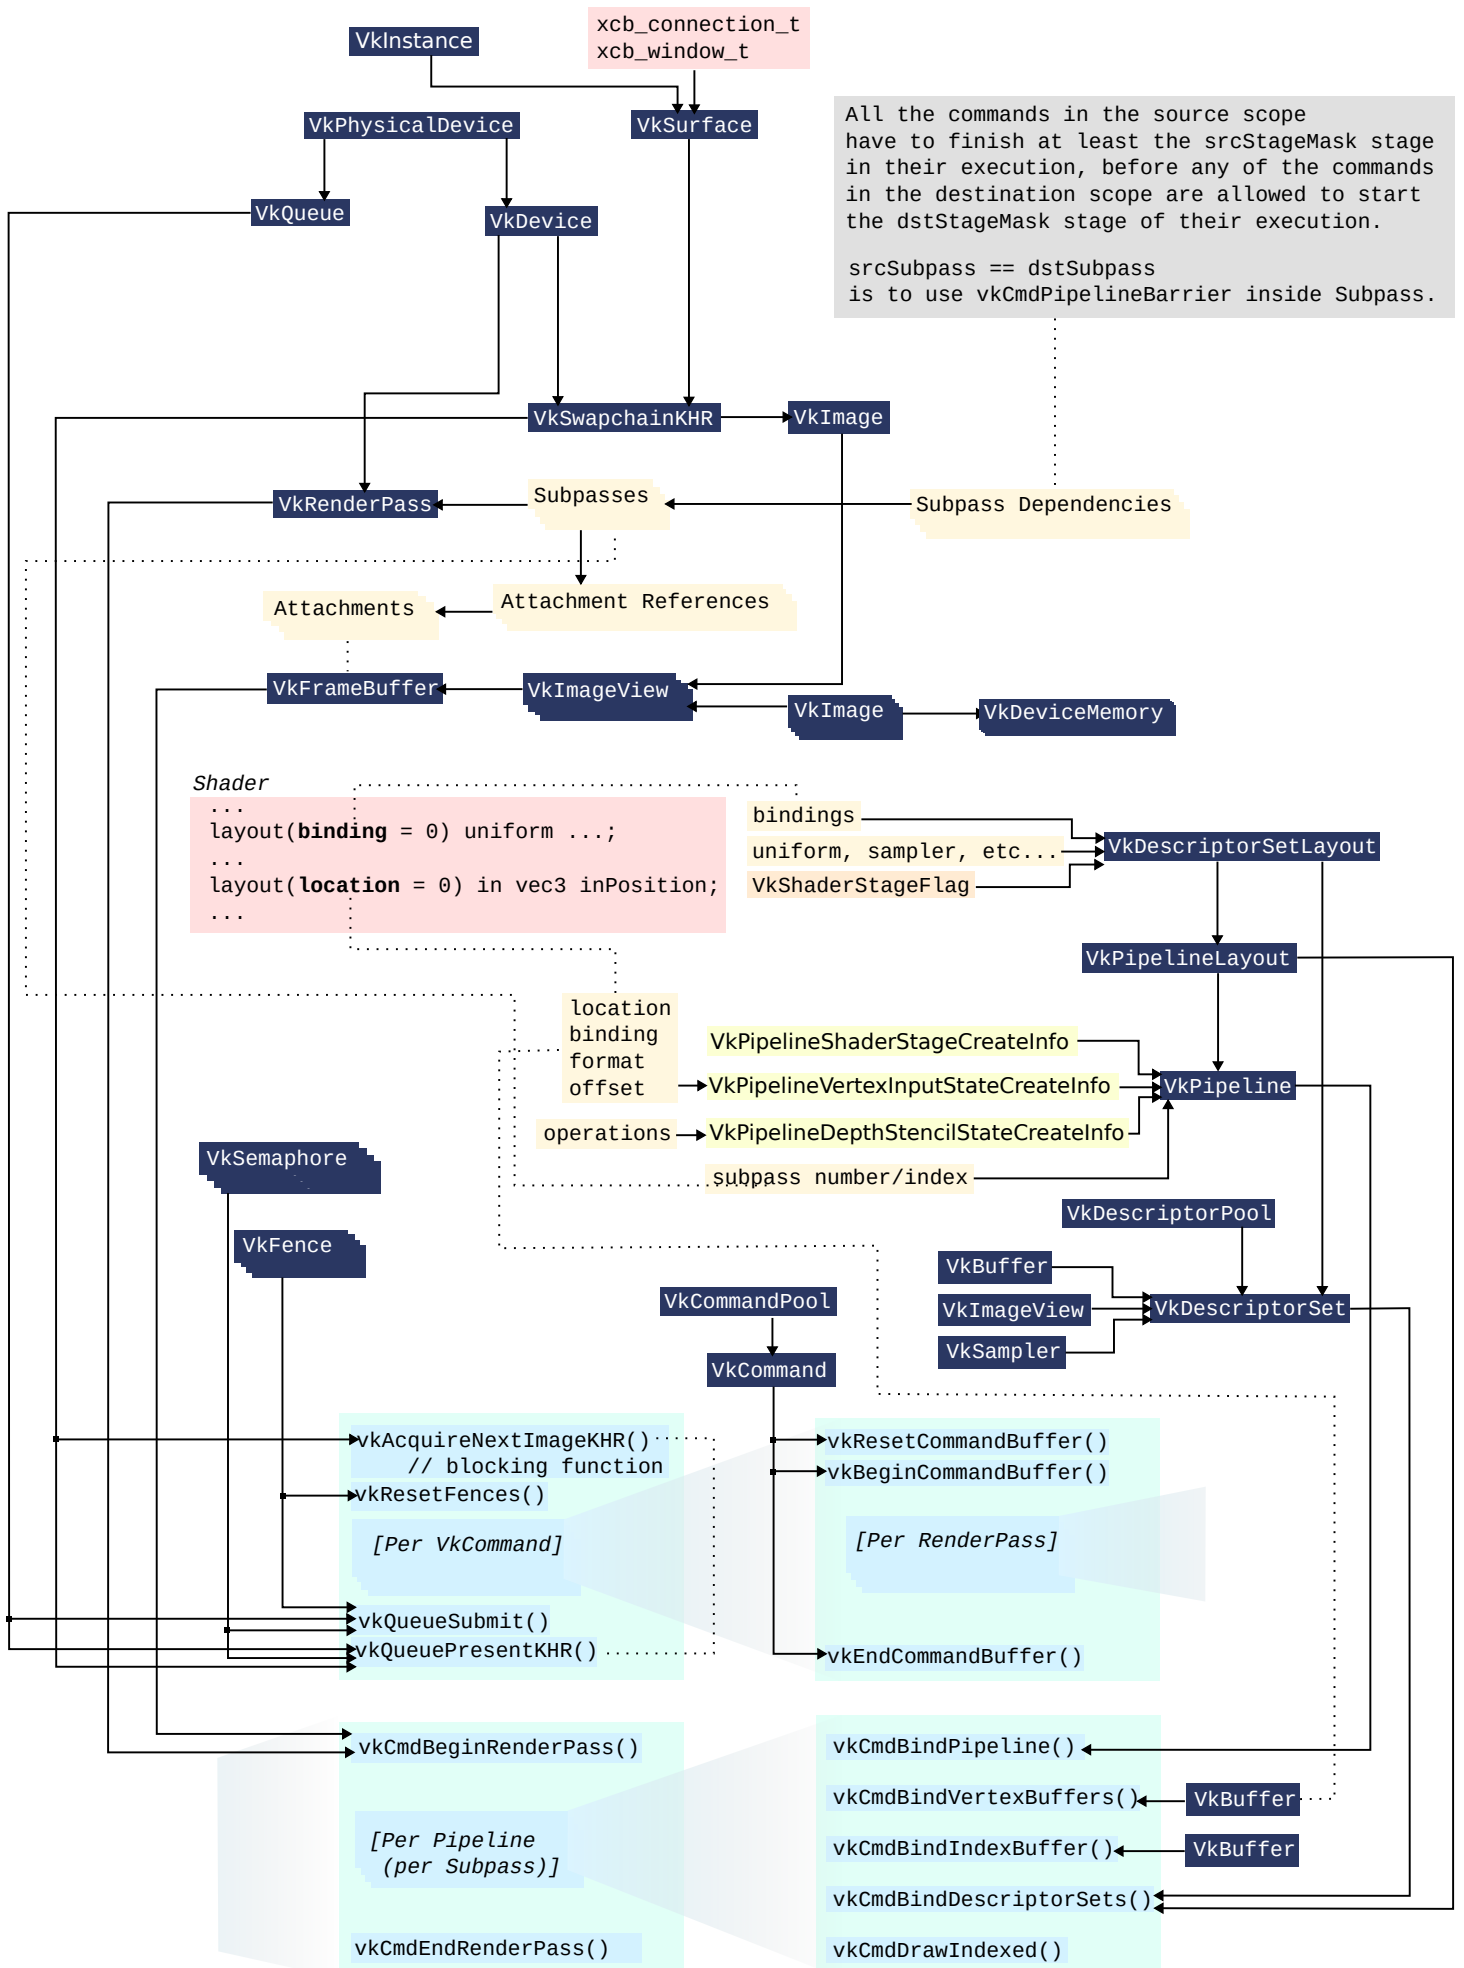 VkInstance
xcb_connection_t
xcb_window_t
VkPhysicalDevice
VkSurface
All the commands in the source scope
have to finish at least the srcStageMask stage
in their execution, before any of the commands
in the destination scope are allowed to start
the dstStageMask stage of their execution.
srcSubpass == dstSubpass
is to use vkCmdPipelineBarrier inside Subpass.
VkQueue
VkDevice
VkSwapchainKHR
VkImage
VkRenderPass
Subpasses
Subpass Dependencies
Attachments
Attachment References
VkFrameBuffer
VkImageView
VkImage
VkDeviceMemory
Shader
...
layout(binding = 0) uniform ...;
...
layout(location = 0) in vec3 inPosition;
...
bindings
uniform, sampler, etc...
VkShaderStageFlag
VkDescriptorSetLayout
VkPipelineLayout
location
binding
format
offset
VkPipelineShaderStageCreateInfo
VkPipelineVertexInputStateCreateInfo
VkPipeline
operations
VkPipelineDepthStencilStateCreateInfo
subpass number/index
VkSemaphore
VkFence
VkDescriptorPool
VkBuffer
VkImageView
VkSampler
VkDescriptorSet
VkCommandPool
VkCommand
vkAcquireNextImageKHR()
// blocking function
vkResetFences()
[Per VkCommand]
vkQueueSubmit()
vkQueuePresentKHR()
vkResetCommandBuffer()
vkBeginCommandBuffer()
[Per RenderPass]
vkEndCommandBuffer()
vkCmdBeginRenderPass()
[Per Pipeline
(per Subpass)]
vkCmdEndRenderPass()
vkCmdBindPipeline()
vkCmdBindVertexBuffers()
VkBuffer
vkCmdBindIndexBuffer()
VkBuffer
vkCmdBindDescriptorSets()
vkCmdDrawIndexed()